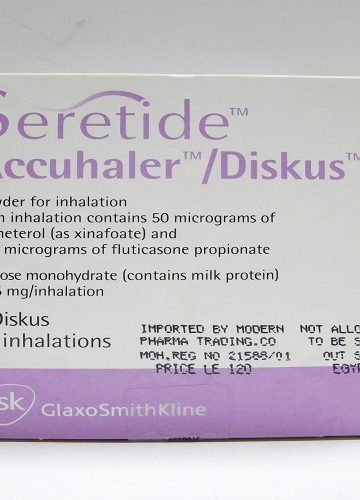 Seretide™
Accuhaler™/Diskus™
wder for inhalation
h inhalation contains 50 micrograms of
meterol (as xinafoate) and
micrograms of fluticasone propionate
ose monohydrate (contains milk protein)
mg/inhalation
Diskus
inhalations
IMPORTED BY MODERN NOT ALLO
PHARMA TRADING.CO TO BE S
MOH.REG NO 21588/01 OUT S
PRICE LE 120 EGYP
sk GlaxoSmithKline